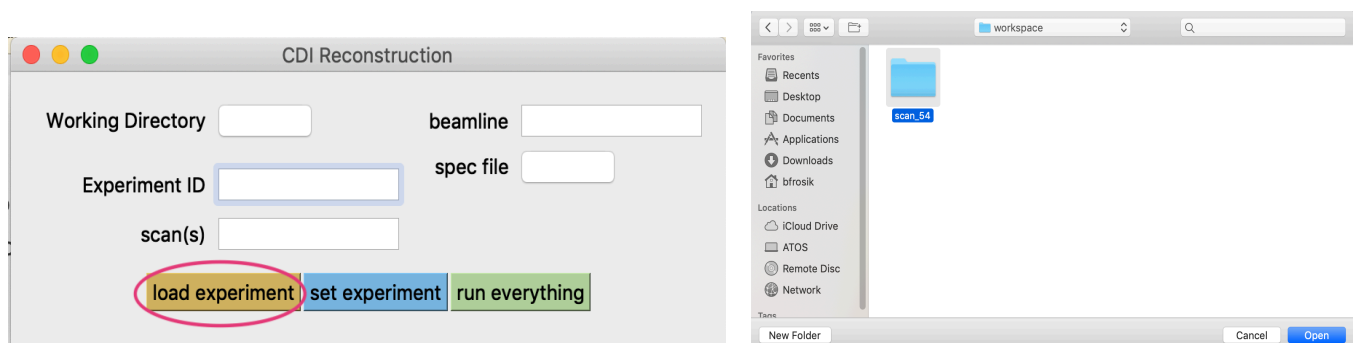 CDI Reconstruction
Working Directory
beamline
spec file
Experiment ID
scan(s)
load experiment set experiment run everything
workspace
Favorites
Recents
Desktop
Documents
Applications
Downloads
bfrosik
Locations
iCloud Drive
ATOS
Remote Disc
Network
Tags
scan_54
New Folder Cancel Open